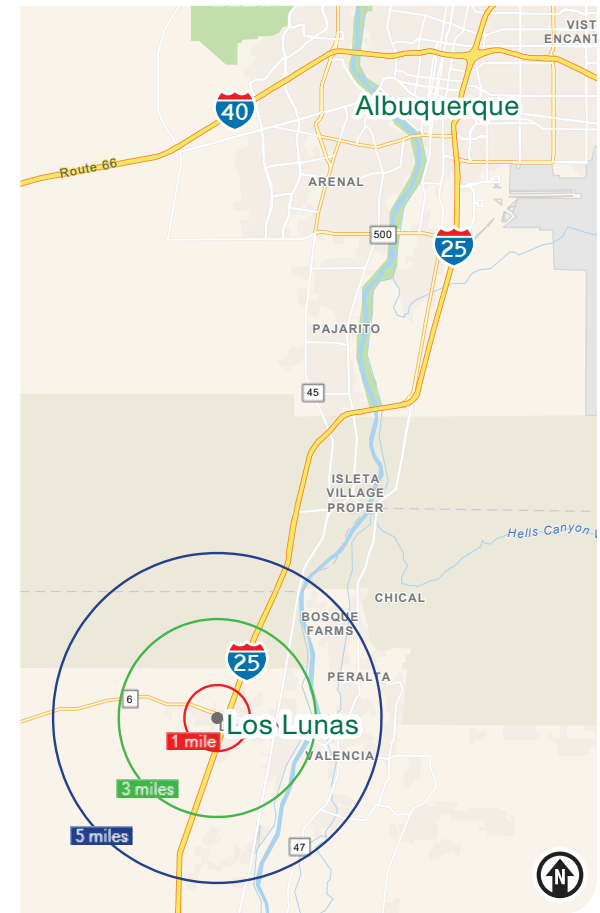 VIST
ENCANT
40
Albuquerque
Route 66
ARENAL
500
25
PAJARITO
45
ISLETA
VILLAGE
PROPER
Hells Canyon
CHICAL
BOSQUE
FARMS
25
PERALTA
6
Los Lunas
1 mile
VALENCIA
3 miles
5 miles
47
N